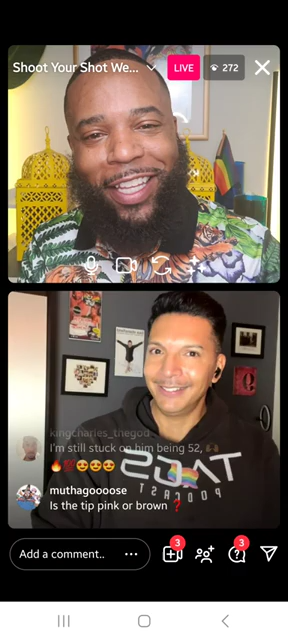 Shoot Your Shot We...
LIVE
272
kingcharles_thegod
I'm still stuck on him being 52, 🙌🏾
🔥💯😍😍😍
TAGS
PODCAST
muthagoooose
Is the tip pink or brown ❓
Add a comment..
3
3